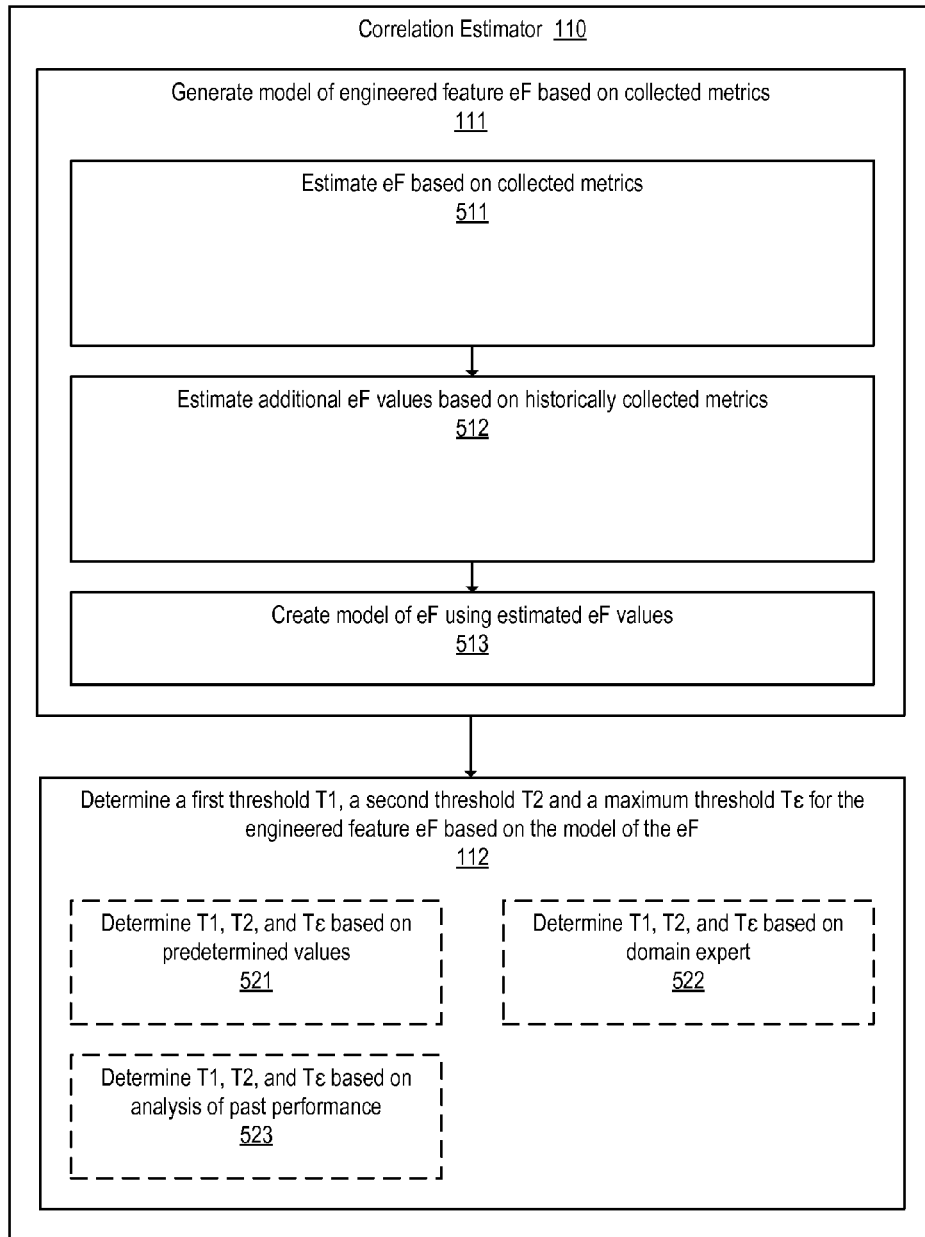 Correlation Estimator 110
Generate model of engineered feature eF based on collected metrics
111
Estimate eF based on collected metrics
511
Estimate additional eF values based on historically collected metrics
512
Create model of eF using estimated eF values
513
Determine a first threshold T1, a second threshold T2 and a maximum threshold Tε for the
engineered feature eF based on the model of the eF
112
Determine T1, T2, and Tε based on
predetermined values
521
Determine T1, T2, and Tε based on
domain expert
522
Determine T1, T2, and Tε based on
analysis of past performance
523